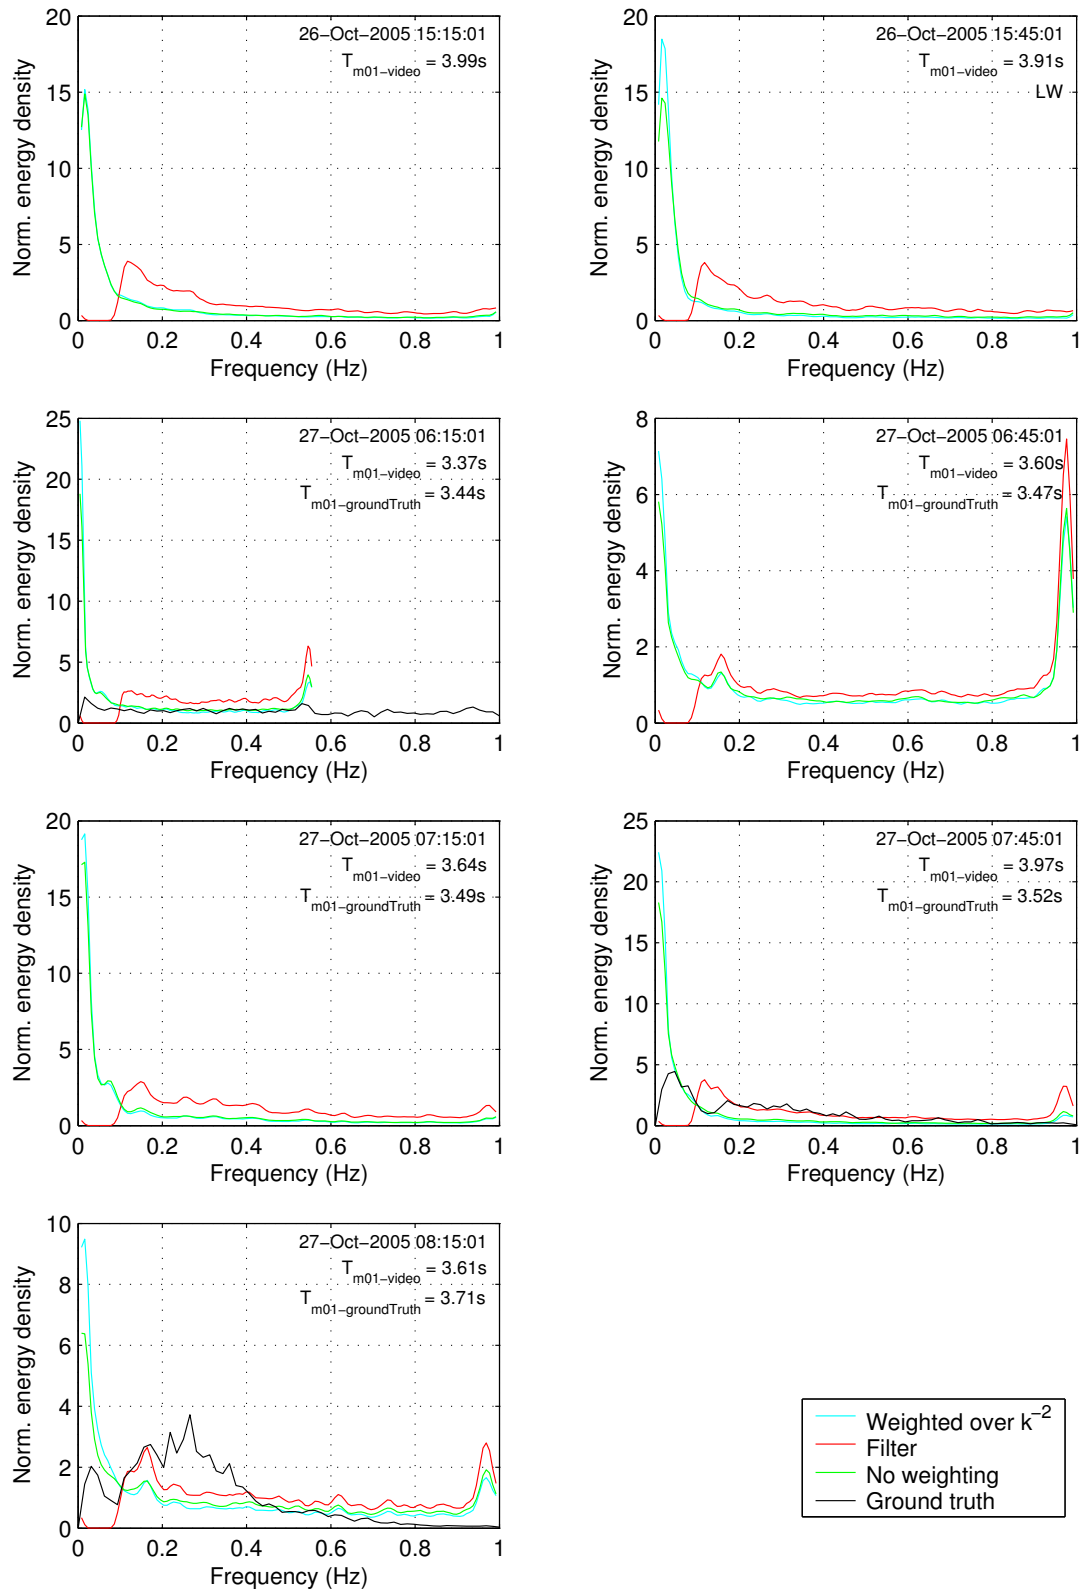 26-Oct-2005 15:15:01
T_m01-video = 3.99s
Norm. energy density
20
15
10
5
0
0 0.2 0.4 0.6 0.8 1
Frequency (Hz)
26-Oct-2005 15:45:01
T_m01-video = 3.91s
LW
Norm. energy density
20
15
10
5
0
0 0.2 0.4 0.6 0.8 1
Frequency (Hz)
27-Oct-2005 06:15:01
T_m01-video = 3.37s
T_m01-groundTruth = 3.44s
Norm. energy density
25
20
15
10
5
0
0 0.2 0.4 0.6 0.8 1
Frequency (Hz)
27-Oct-2005 06:45:01
T_m01-video = 3.60s
T_m01-groundTruth = 3.47s
Norm. energy density
8
6
4
2
0
0 0.2 0.4 0.6 0.8 1
Frequency (Hz)
27-Oct-2005 07:15:01
T_m01-video = 3.64s
T_m01-groundTruth = 3.49s
Norm. energy density
20
15
10
5
0
0 0.2 0.4 0.6 0.8 1
Frequency (Hz)
27-Oct-2005 07:45:01
T_m01-video = 3.97s
T_m01-groundTruth = 3.52s
Norm. energy density
25
20
15
10
5
0
0 0.2 0.4 0.6 0.8 1
Frequency (Hz)
27-Oct-2005 08:15:01
T_m01-video = 3.61s
T_m01-groundTruth = 3.71s
Norm. energy density
10
8
6
4
2
0
0 0.2 0.4 0.6 0.8 1
Frequency (Hz)
Weighted over k^-2
Filter
No weighting
Ground truth